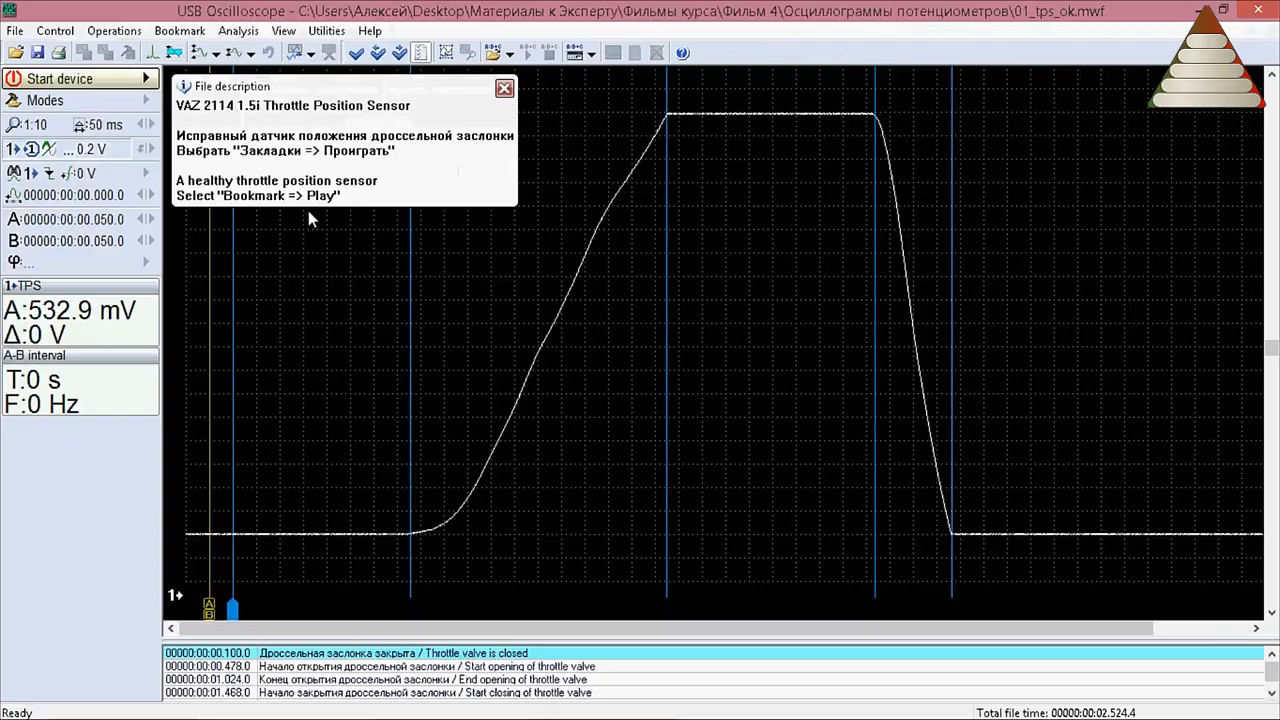 USB Oscilloscope - C:\Users\Алексей\Desktop\Материалы к Эксперту\Фильмы курса\Фильм 4\Осциллограммы потенциометров\01_tps_ok.mwf
File Control Operations Bookmark Analysis View Utilities Help
Start device
Modes
1:10 50 ms
1 1 ... 0.2 V
1 0 V
00000:00:00.000.0
A: 00000:00:00.050.0
B: 00000:00:00.050.0
φ: ...
1 TPS
A:532.9 mV
Δ:0 V
A-B interval
T:0 s
F:0 Hz
File description
VAZ 2114 1.5i Throttle Position Sensor
Исправный датчик положения дроссельной заслонки
Выбрать "Закладки => Проиграть"
A healthy throttle position sensor
Select "Bookmark => Play"
1
A
B
00000:00:00.100.0 Дроссельная заслонка закрыта / Throttle valve is closed
00000:00:00.478.0 Начало открытия дроссельной заслонки / Start opening of throttle valve
00000:00:01.024.0 Конец открытия дроссельной заслонки / End opening of throttle valve
00000:00:01.468.0 Начало закрытия дроссельной заслонки / Start closing of throttle valve
Ready
Total file time: 00000:00:02.524.4